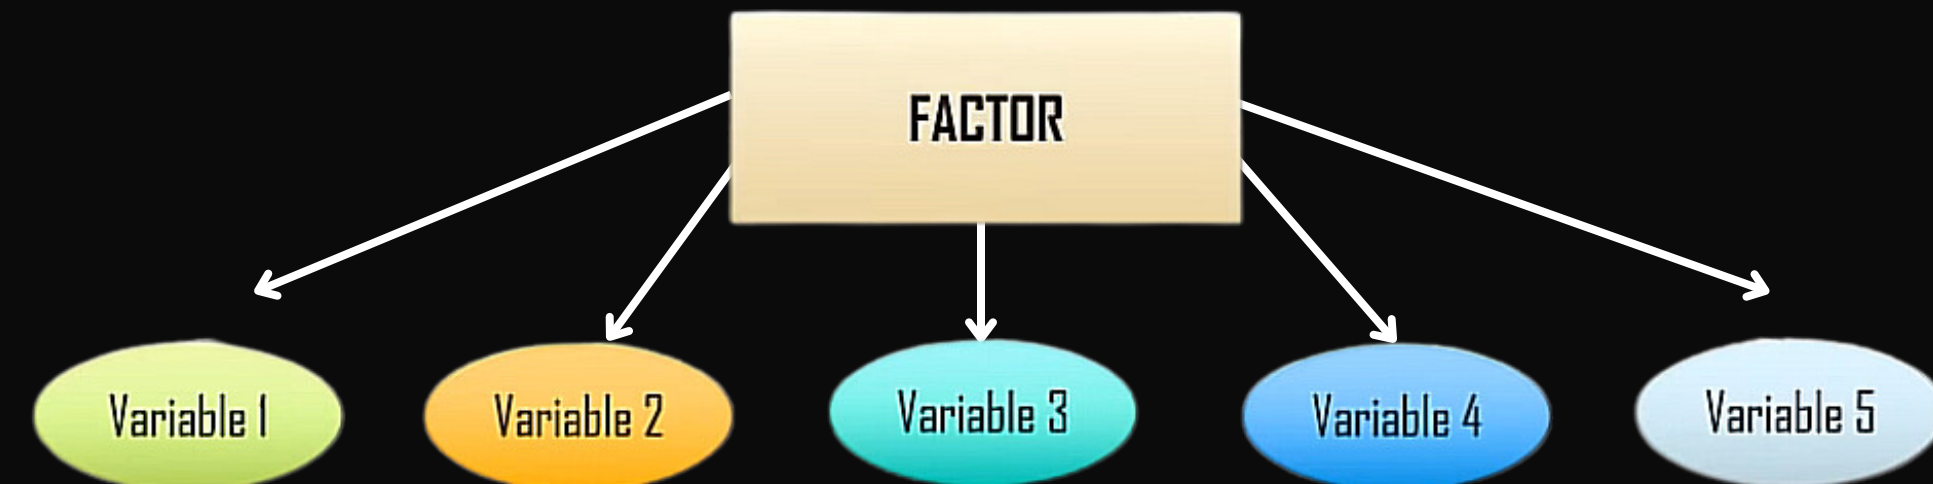 FACTOR
Variable 1
Variable 2
Variable 3
Variable 4
Variable 5